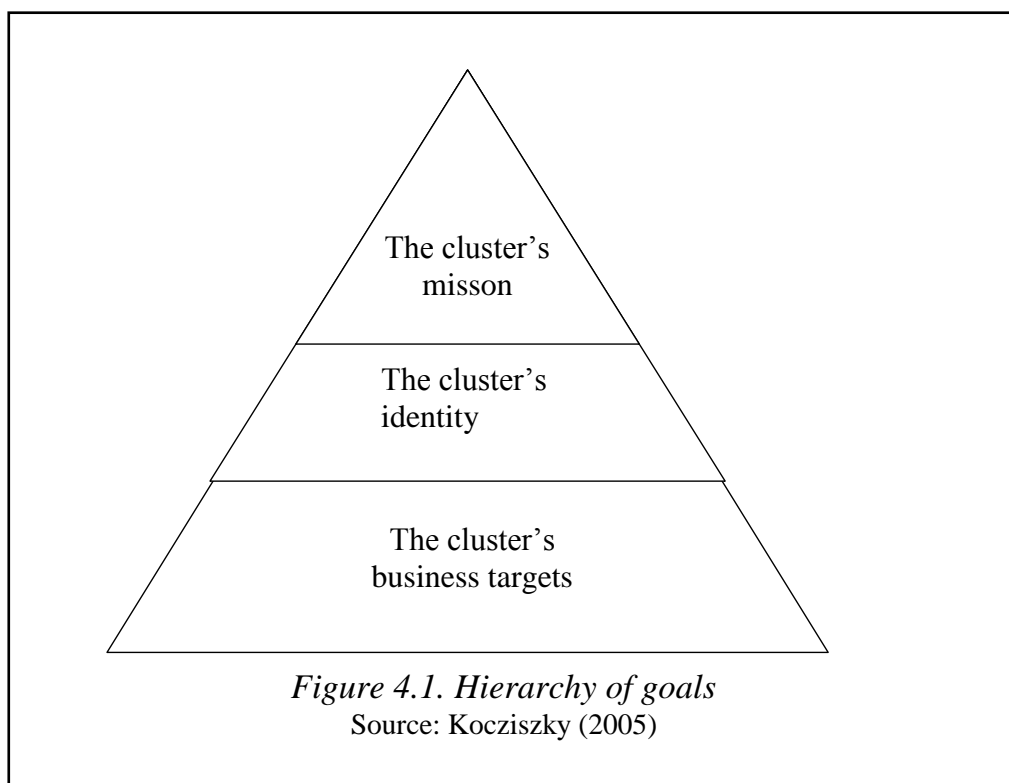 The cluster’s
misson
The cluster’s
identity
The cluster’s
business targets
Figure 4.1. Hierarchy of goals
Source: Kocziszky (2005)